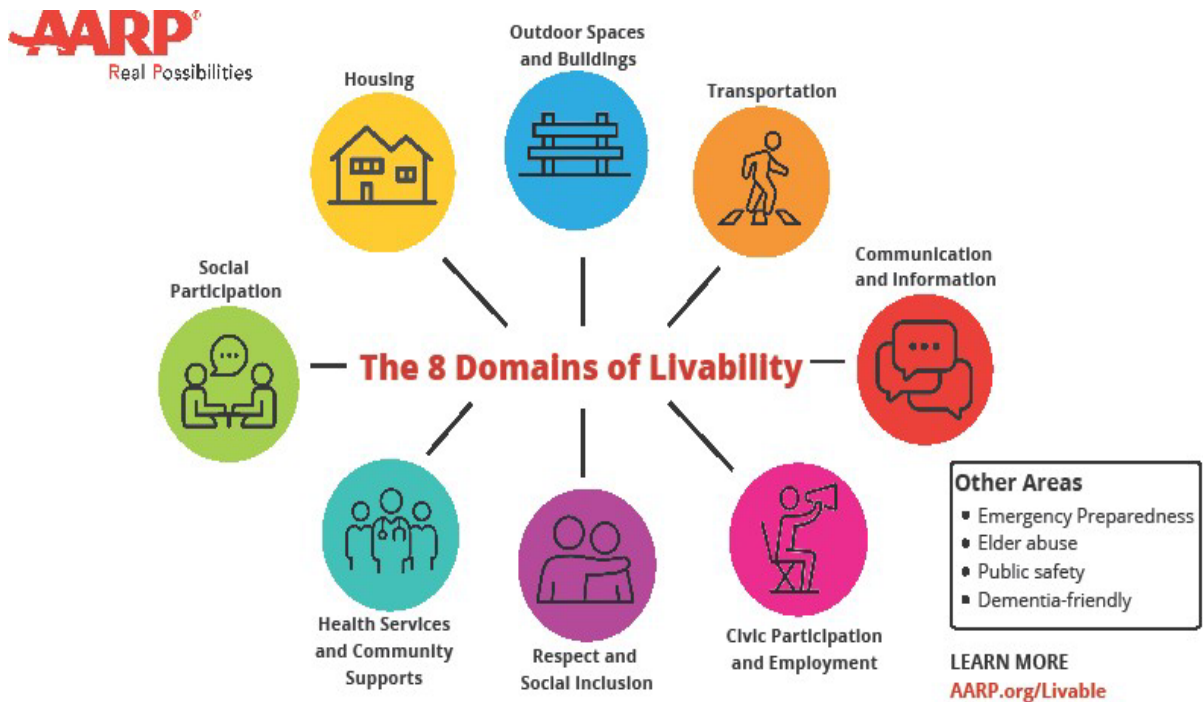 AARP®
Real Possibilities
Housing
Outdoor Spaces
and Buildings
Transportation
Social
Participation
Communication
and Information
The 8 Domains of Livability
Health Services
and Community
Supports
Respect and
Social Inclusion
Civic Participation
and Employment
Other Areas
• Emergency Preparedness
• Elder abuse
• Public safety
• Dementia-friendly
LEARN MORE
AARP.org/Livable